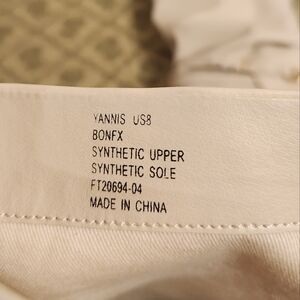 YANNIS US8
BONFX
SYNTHETIC UPPER
SYNTHETIC SOLE
FT20694-04
MADE IN CHINA